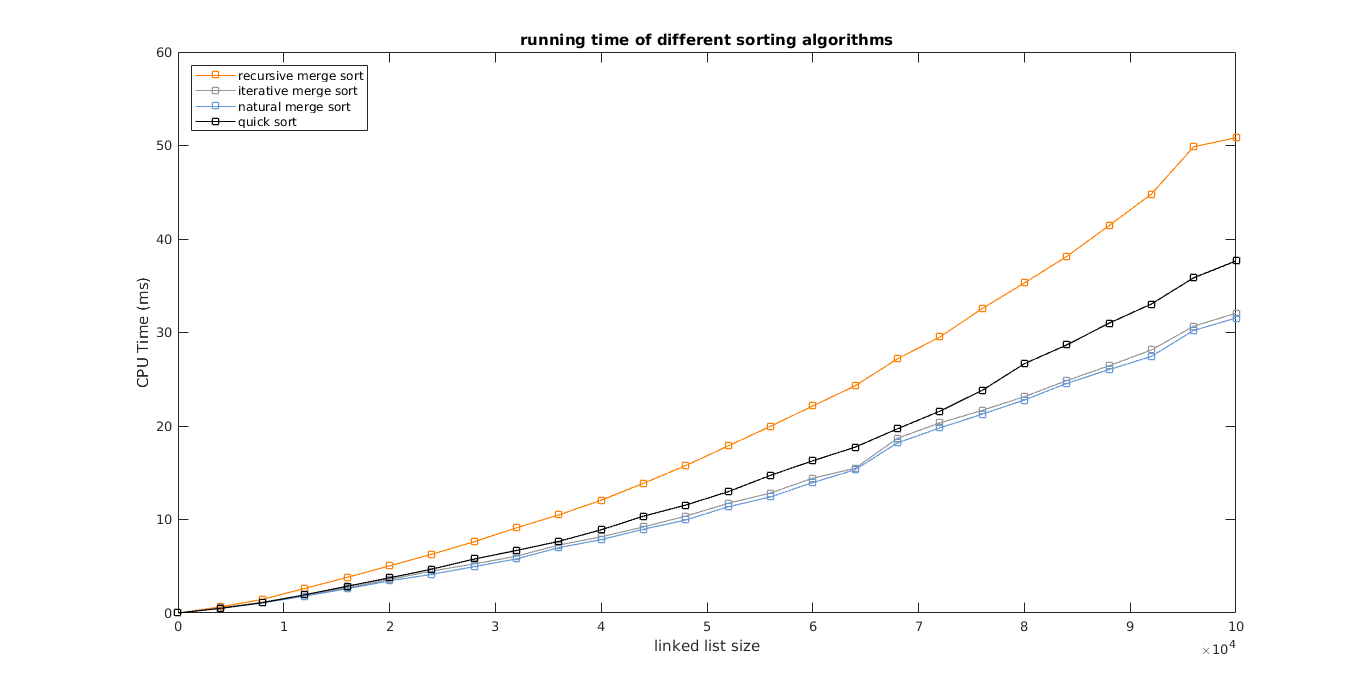 running time of different sorting algorithms
60
50
40
30
20
10
0
CPU Time (ms)
recursive merge sort
iterative merge sort
natural merge sort
quick sort
0 1 2 3 4 5 6 7 8 9 10
linked list size
×10⁴